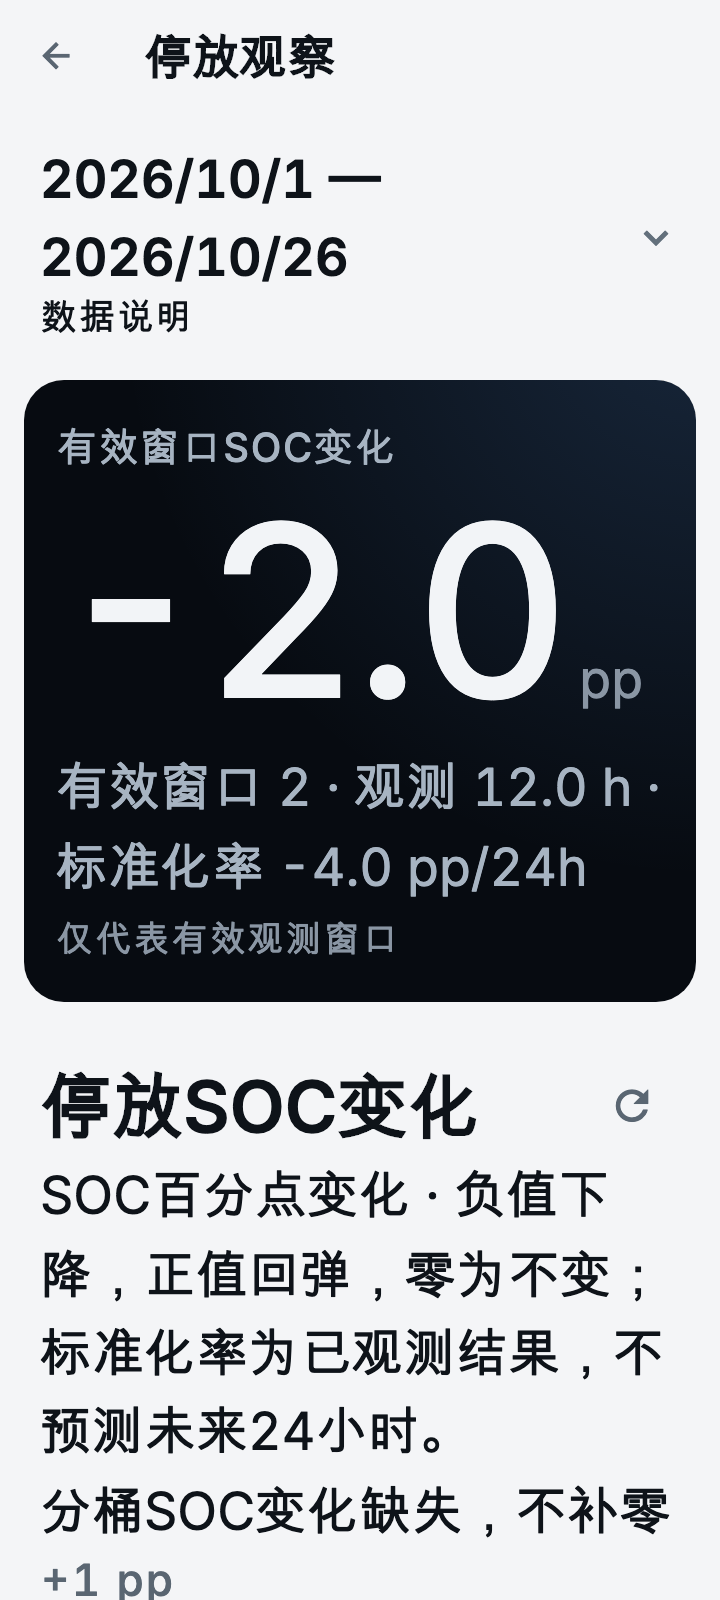 停放观察
2026/10/1 —
2026/10/26
数据说明
有效窗口SOC变化
-2.0 pp
有效窗口 2 · 观测 12.0 h ·
标准化率 -4.0 pp/24h
仅代表有效观测窗口
停放SOC变化
SOC百分点变化 · 负值下
降，正值回弹，零为不变；
标准化率为已观测结果，不
预测未来24小时。
分桶SOC变化缺失，不补零
+1 pp